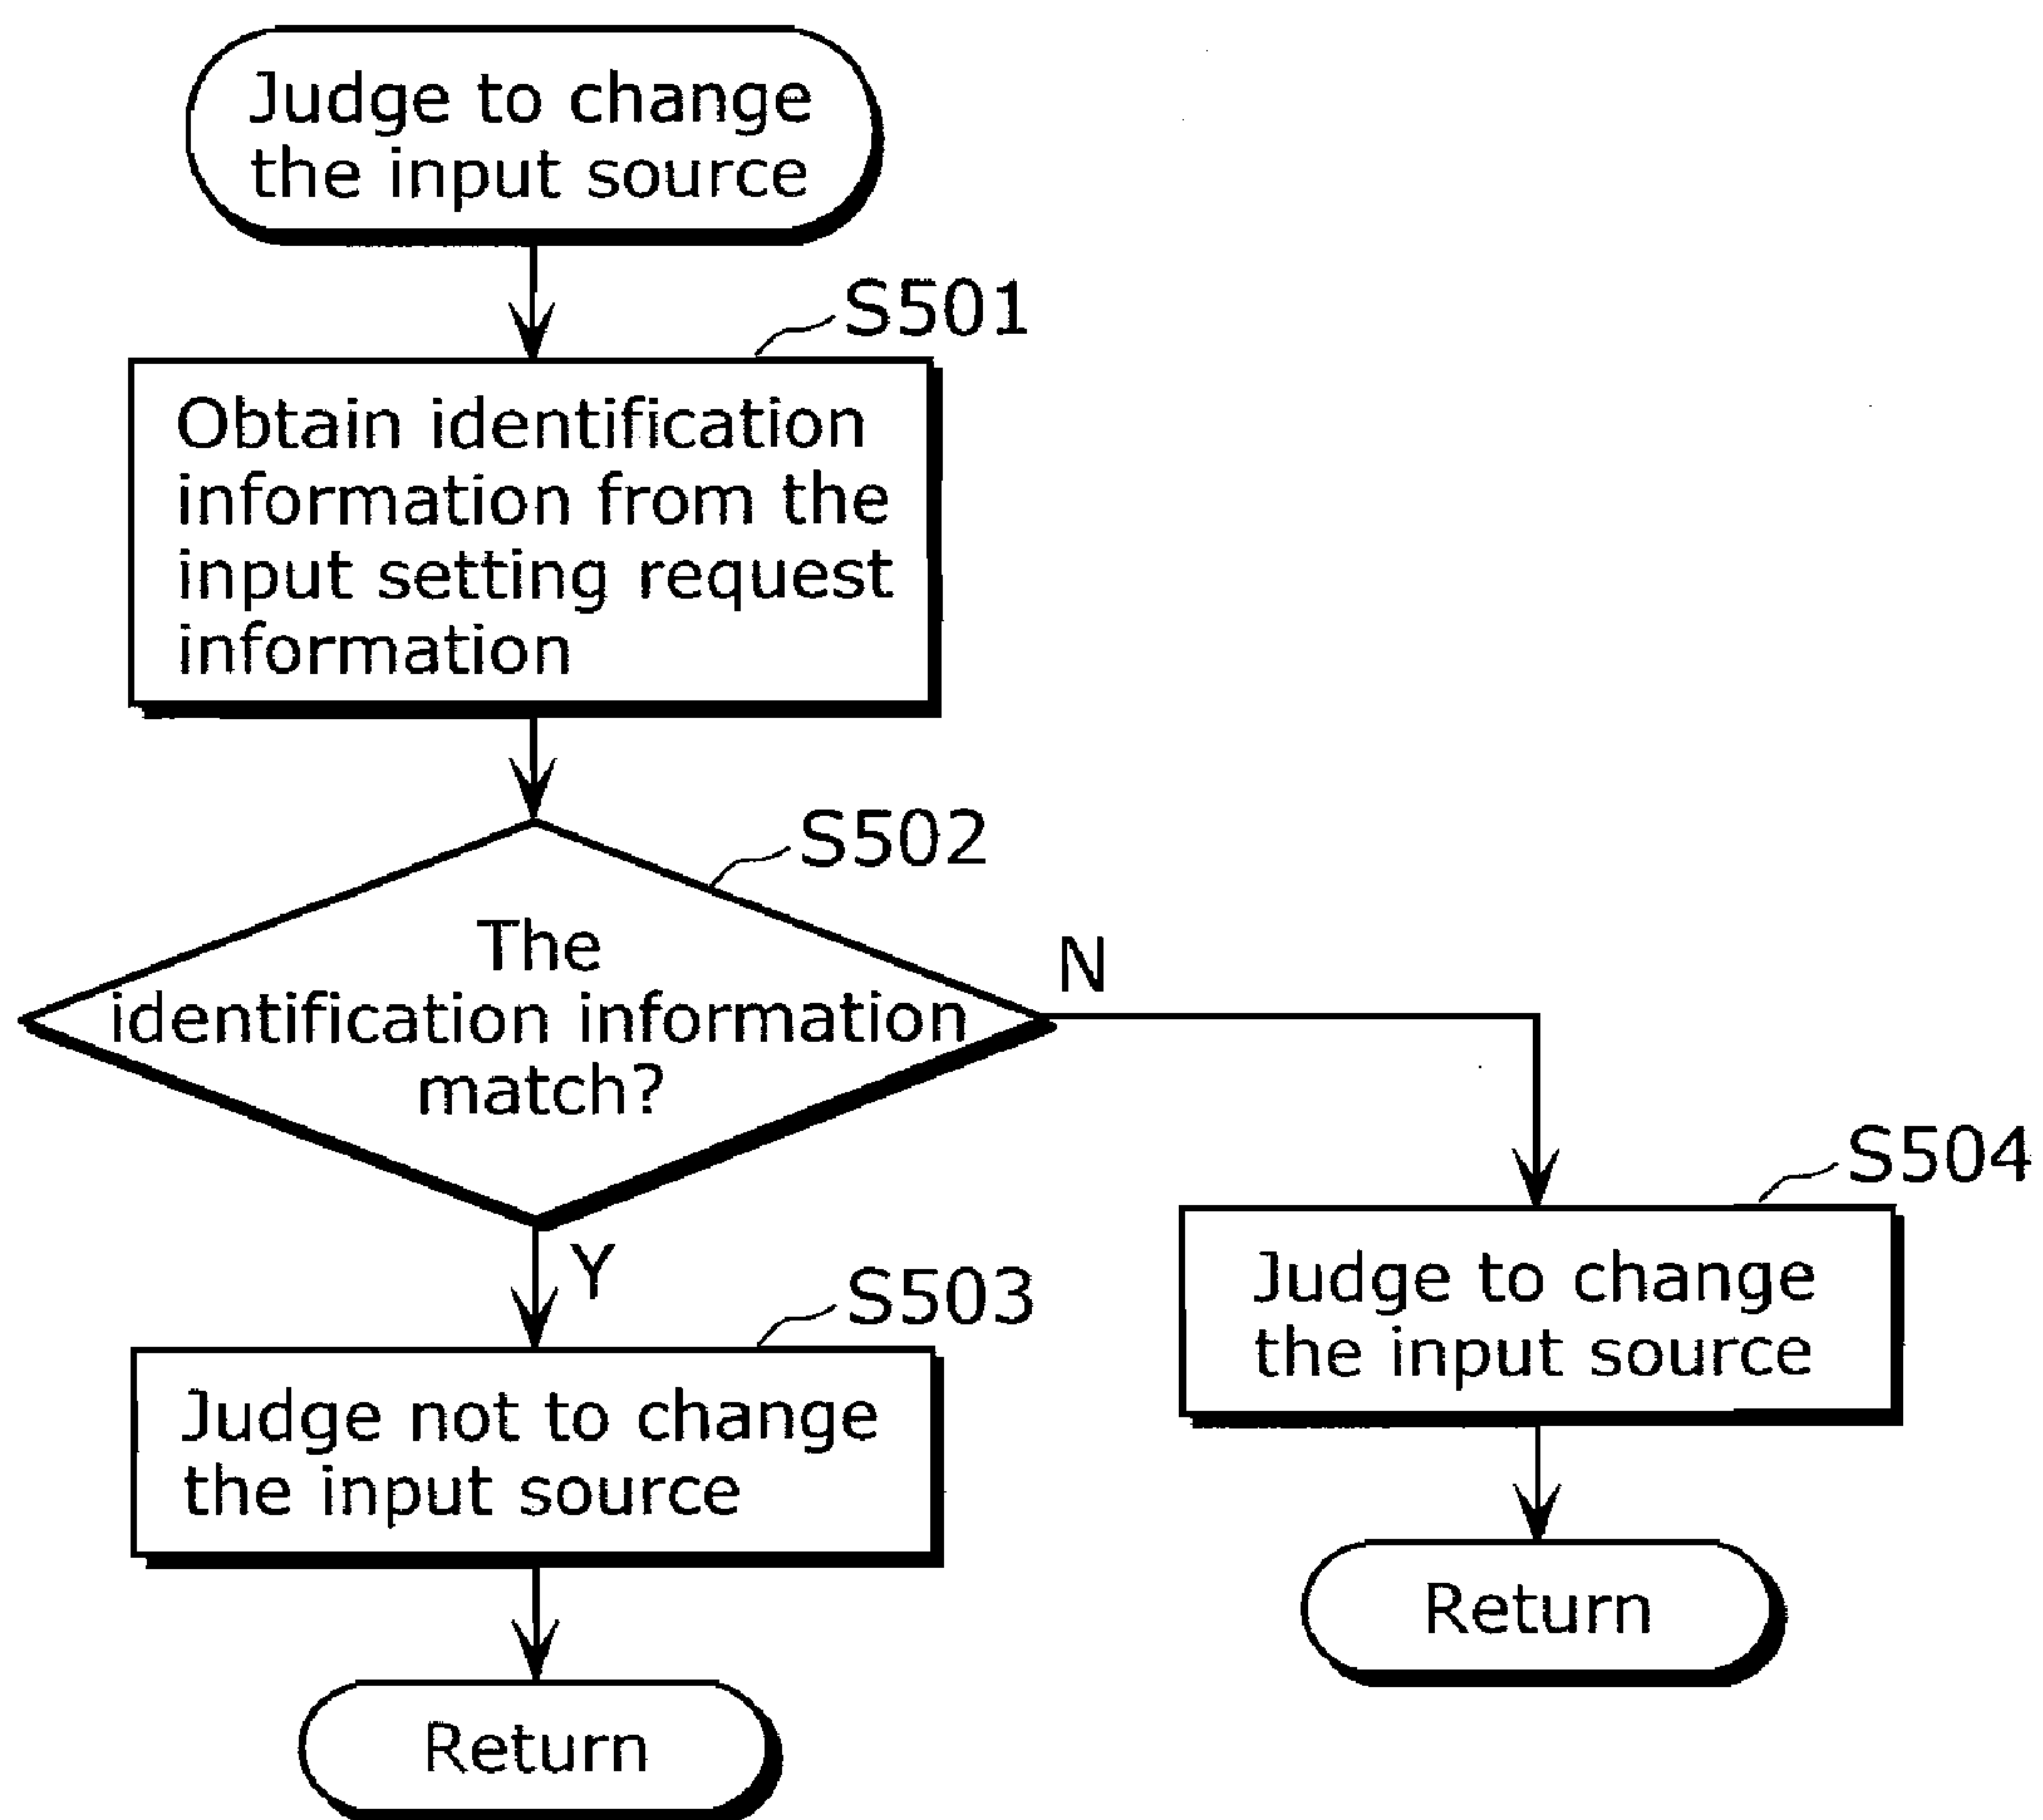 Judge to change
the input source
S501
Obtain identification
information from the
input setting request
information
S502
The
identification information
match?
N
Y
S503
Judge not to change
the input source
Return
S504
Judge to change
the input source
Return